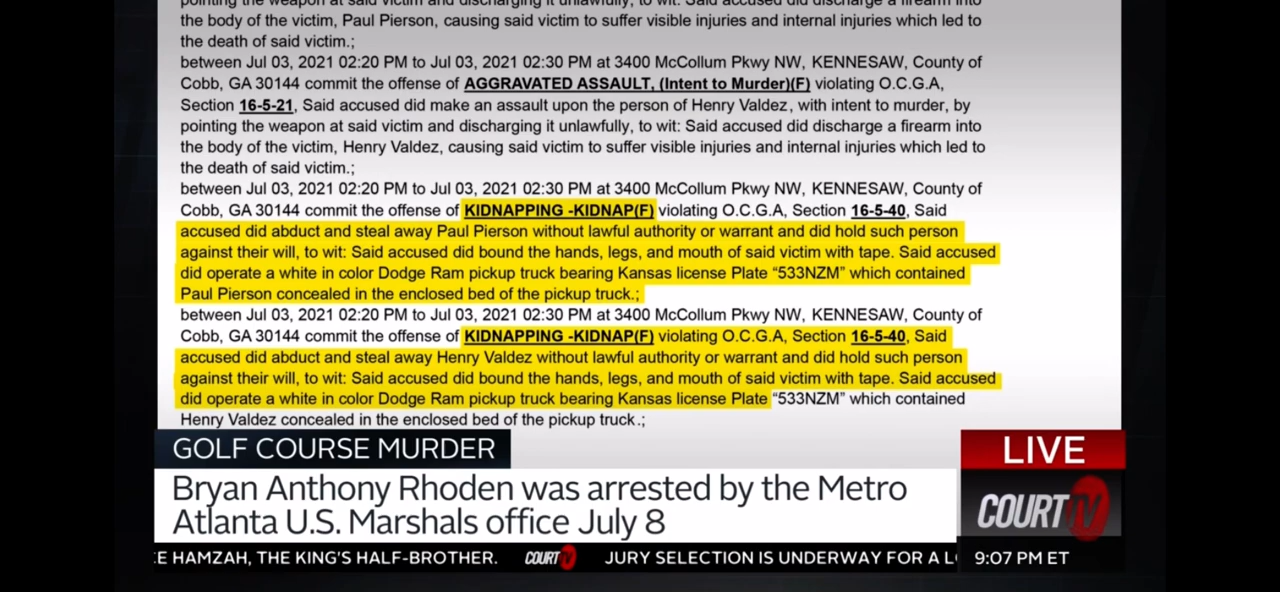 pointing the weapon at said victim and discharging it unlawfully, to wit: Said accused did discharge a firearm into
the body of the victim, Paul Pierson, causing said victim to suffer visible injuries and internal injuries which led to
the death of said victim.;
between Jul 03, 2021 02:20 PM to Jul 03, 2021 02:30 PM at 3400 McCollum Pkwy NW, KENNESAW, County of
Cobb, GA 30144 commit the offense of AGGRAVATED ASSAULT, (Intent to Murder)(F) violating O.C.G.A,
Section 16-5-21, Said accused did make an assault upon the person of Henry Valdez, with intent to murder, by
pointing the weapon at said victim and discharging it unlawfully, to wit: Said accused did discharge a firearm into
the body of the victim, Henry Valdez, causing said victim to suffer visible injuries and internal injuries which led to
the death of said victim.;
between Jul 03, 2021 02:20 PM to Jul 03, 2021 02:30 PM at 3400 McCollum Pkwy NW, KENNESAW, County of
Cobb, GA 30144 commit the offense of KIDNAPPING -KIDNAP(F) violating O.C.G.A, Section 16-5-40, Said
accused did abduct and steal away Paul Pierson without lawful authority or warrant and did hold such person
against their will, to wit: Said accused did bound the hands, legs, and mouth of said victim with tape. Said accused
did operate a white in color Dodge Ram pickup truck bearing Kansas license Plate “533NZM” which contained
Paul Pierson concealed in the enclosed bed of the pickup truck.;
between Jul 03, 2021 02:20 PM to Jul 03, 2021 02:30 PM at 3400 McCollum Pkwy NW, KENNESAW, County of
Cobb, GA 30144 commit the offense of KIDNAPPING -KIDNAP(F) violating O.C.G.A, Section 16-5-40, Said
accused did abduct and steal away Henry Valdez without lawful authority or warrant and did hold such person
against their will, to wit: Said accused did bound the hands, legs, and mouth of said victim with tape. Said accused
did operate a white in color Dodge Ram pickup truck bearing Kansas license Plate “533NZM” which contained
Henry Valdez concealed in the enclosed bed of the pickup truck.;
GOLF COURSE MURDER
LIVE
Bryan Anthony Rhoden was arrested by the Metro
Atlanta U.S. Marshals office July 8
COURT TV
E HAMZAH, THE KING'S HALF-BROTHER. COURT TV JURY SELECTION IS UNDERWAY FOR A L
9:07 PM ET